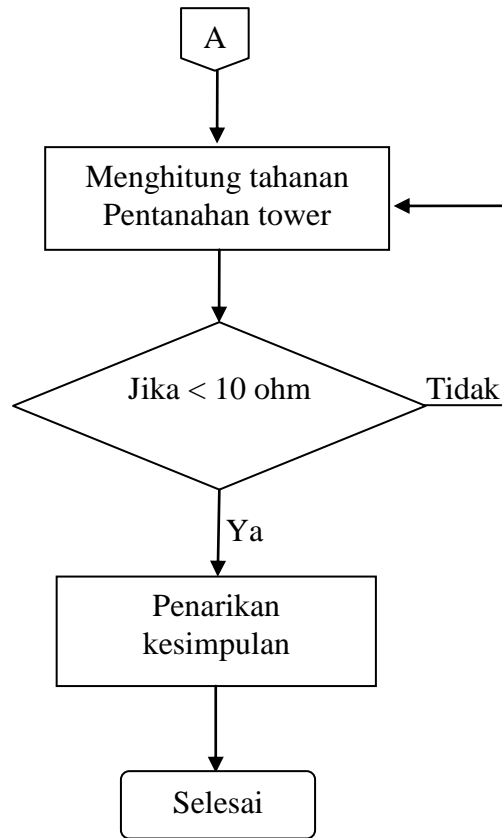 A
Menghitung tahanan
Pentanahan tower
Jika < 10 ohm
Tidak
Ya
Penarikan
kesimpulan
Selesai